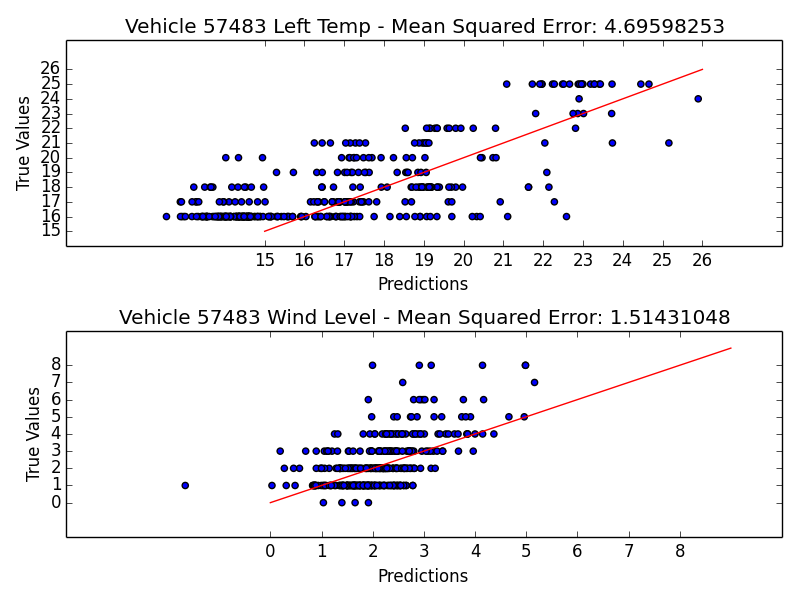 Vehicle 57483 Left Temp - Mean Squared Error: 4.69598253
True Values
26
25
24
23
22
21
20
19
18
17
16
15
15 16 17 18 19 20 21 22 23 24 25 26
Predictions
Vehicle 57483 Wind Level - Mean Squared Error: 1.51431048
True Values
8
7
6
5
4
3
2
1
0
0 1 2 3 4 5 6 7 8
Predictions